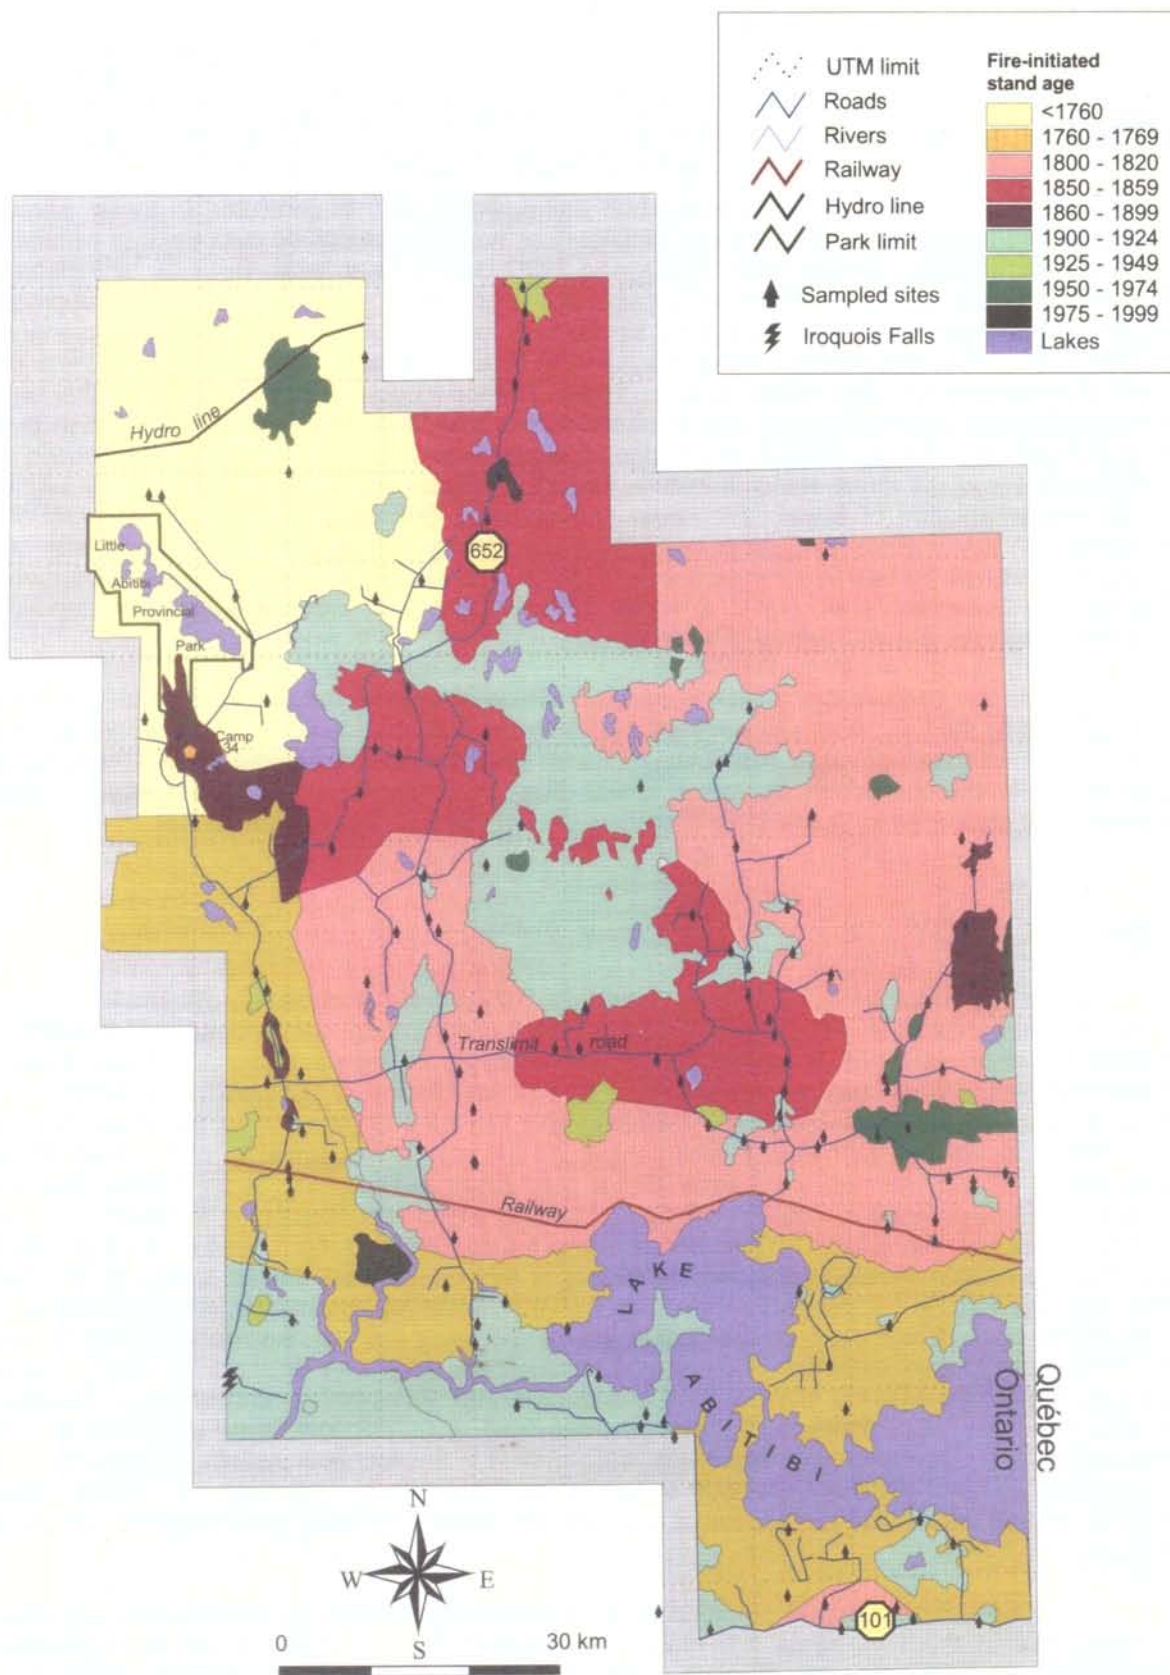 UTM limit
Roads
Rivers
Railway
Hydro line
Park limit
Sampled sites
Iroquois Falls
Fire-initiated
stand age
<1760
1760 - 1769
1800 - 1820
1850 - 1859
1860 - 1899
1900 - 1924
1925 - 1949
1950 - 1974
1975 - 1999
Lakes
Hydro line
652
Little
Abitibi
Provincial
Park
Camp
34
Translimit road
Railway
LAKE
ABITIBI
Québec
Ontario
101
N
W E
S
0 30 km